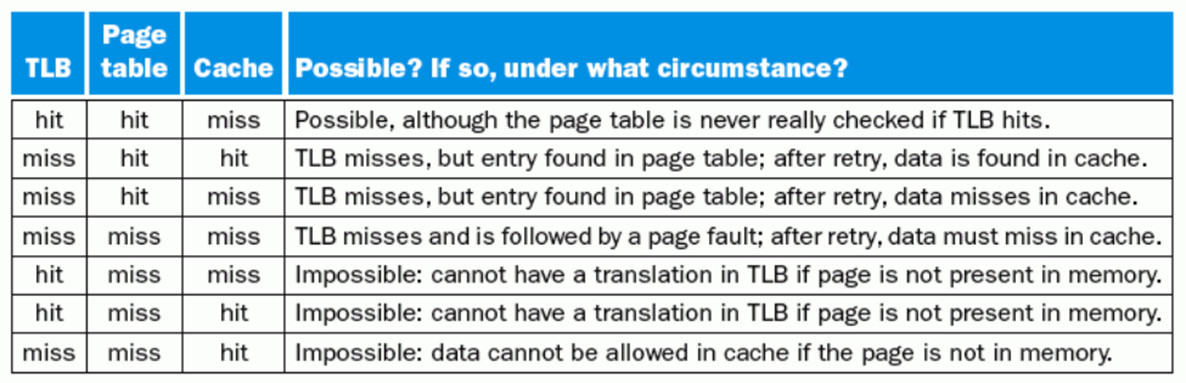 TLB Page table Cache Possible? If so, under what circumstance?
hit hit miss Possible, although the page table is never really checked if TLB hits.
miss hit hit TLB misses, but entry found in page table; after retry, data is found in cache.
miss hit miss TLB misses, but entry found in page table; after retry, data misses in cache.
miss miss miss TLB misses and is followed by a page fault; after retry, data must miss in cache.
hit miss miss Impossible: cannot have a translation in TLB if page is not present in memory.
hit miss hit Impossible: cannot have a translation in TLB if page is not present in memory.
miss miss hit Impossible: data cannot be allowed in cache if the page is not in memory.